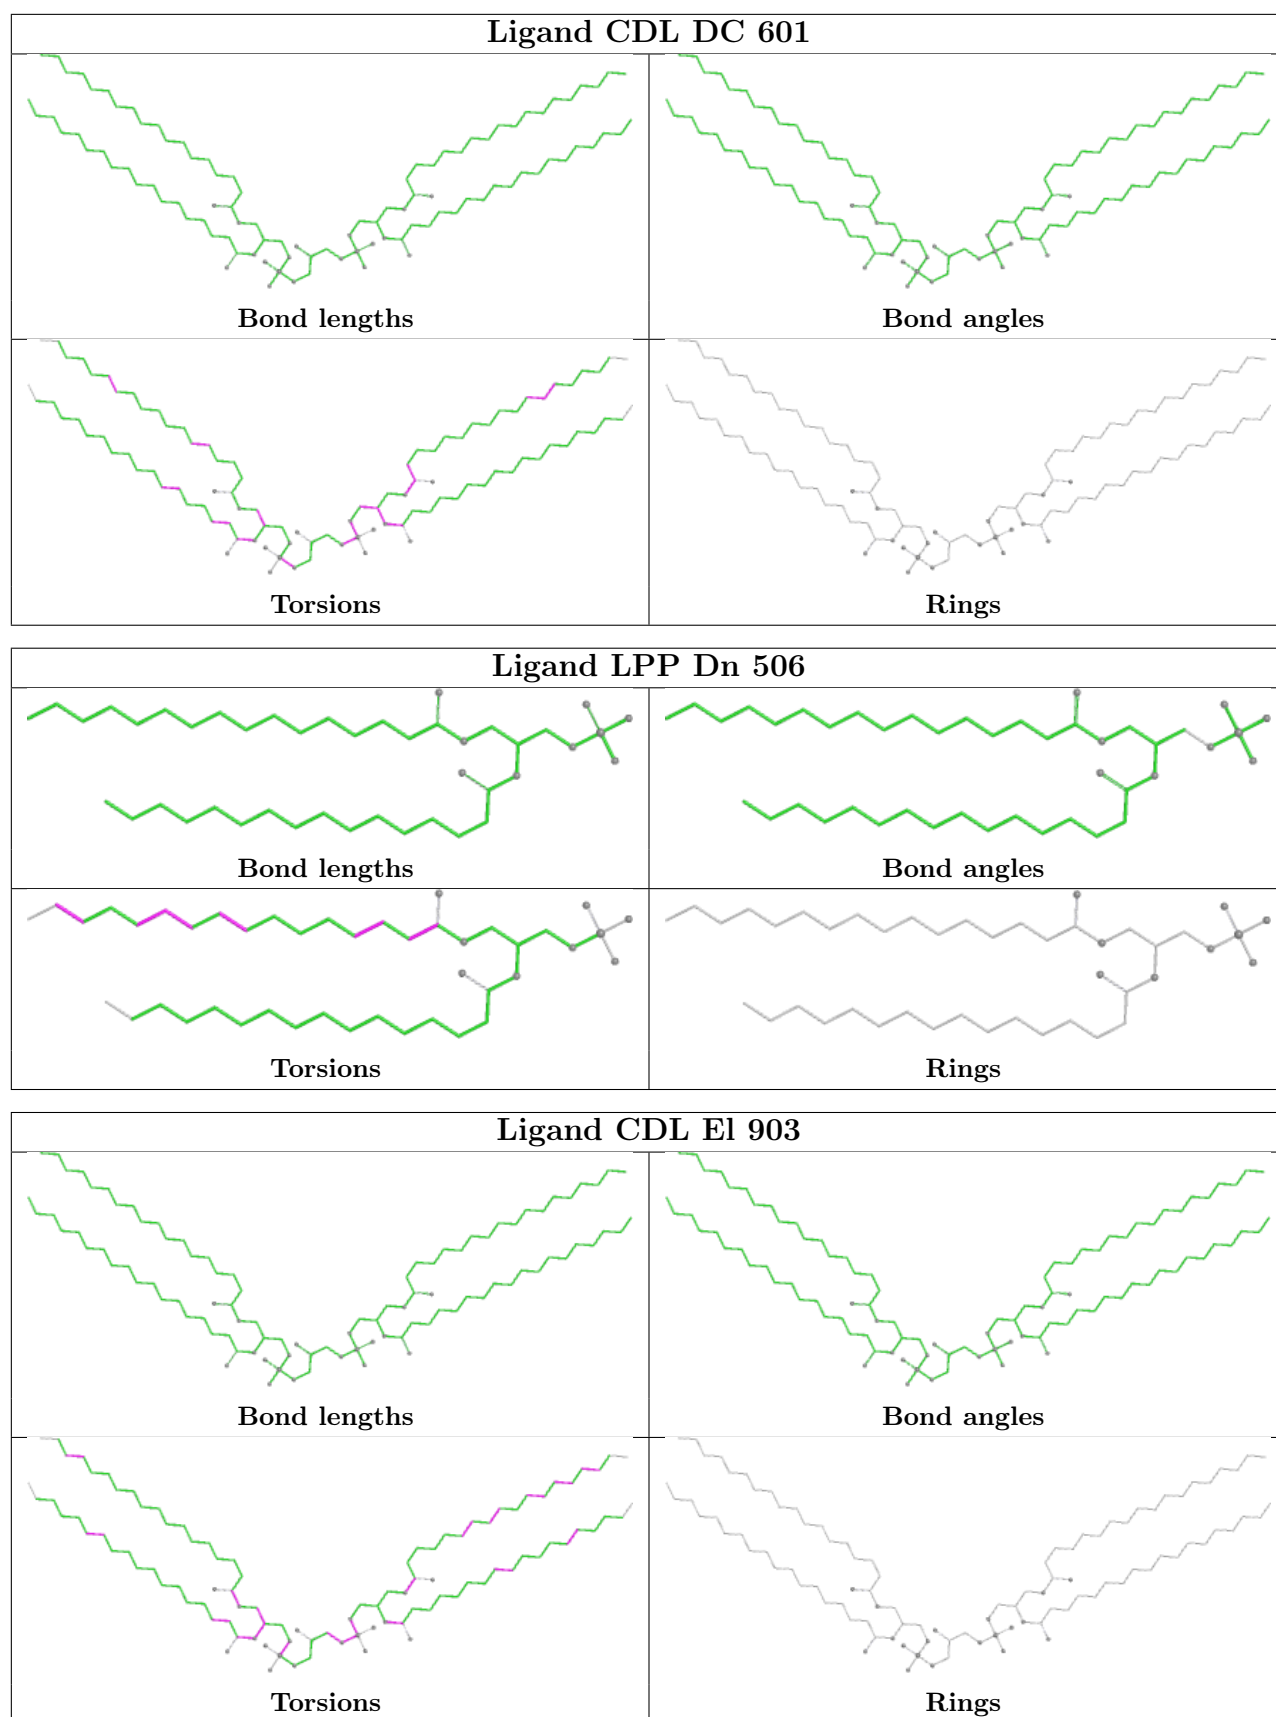 Ligand CDL DC 601
Bond lengths
Bond angles
Torsions
Rings
Ligand LPP Dn 506
Bond lengths
Bond angles
Torsions
Rings
Ligand CDL El 903
Bond lengths
Bond angles
Torsions
Rings